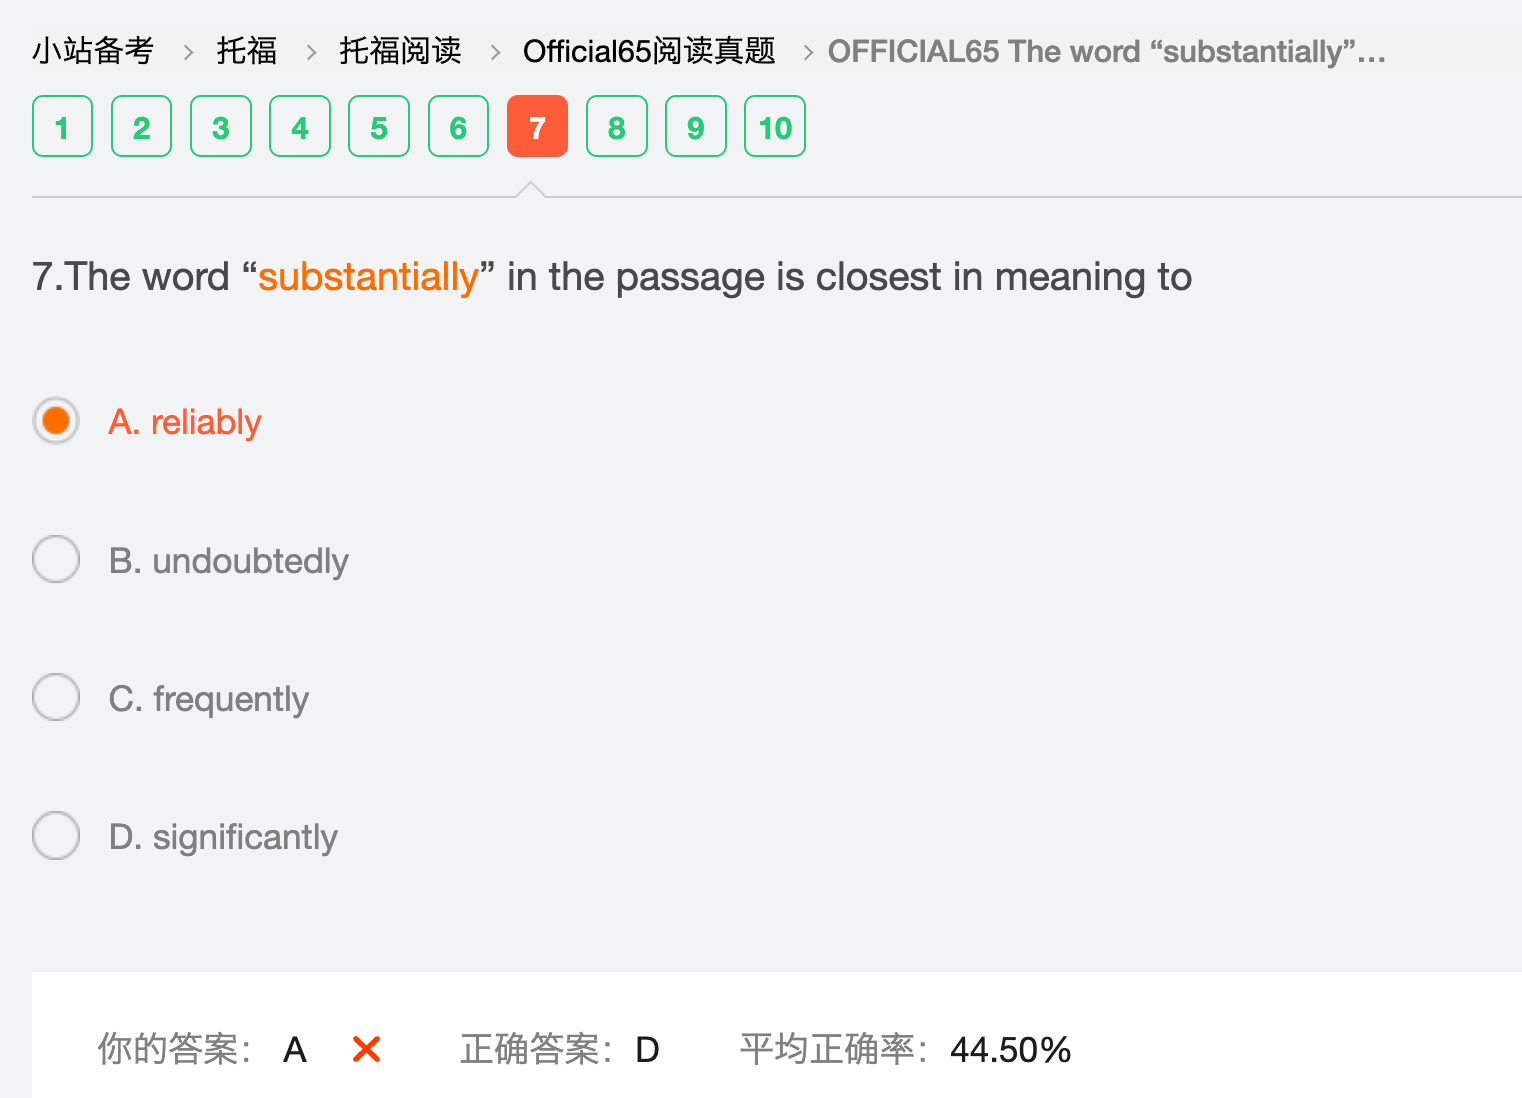 小站备考 > 托福 > 托福阅读 > Official65阅读真题 > OFFICIAL65 The word “substantially”...
1 2 3 4 5 6 7 8 9 10
7.The word “substantially” in the passage is closest in meaning to
A. reliably
B. undoubtedly
C. frequently
D. significantly
你的答案： A ✕ 正确答案： D 平均正确率： 44.50%